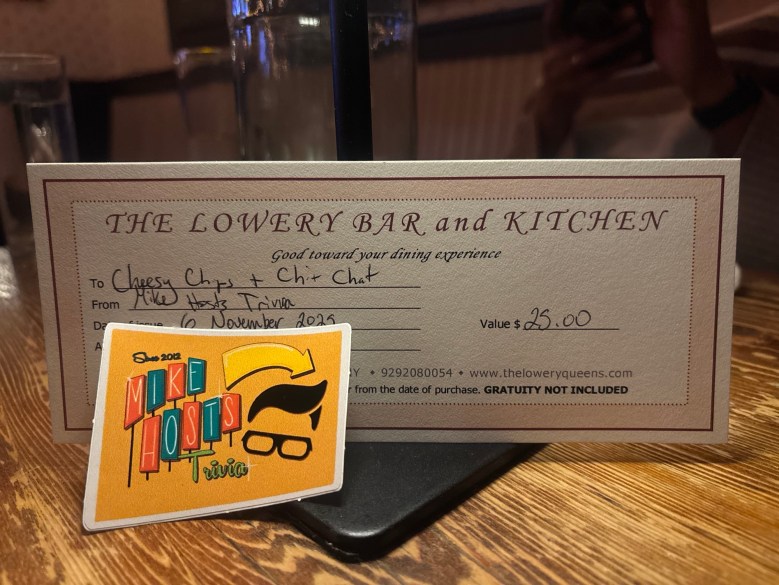 THE LOWERY BAR and KITCHEN
Good toward your dining experience
To Cheesy Chips + Chit Chat
From Mike Hosts Trivia
6 November 2025
Value $ 25.00
• 9292080054 • www.theloweryqueens.com
from the date of purchase. GRATUITY NOT INCLUDED
Since 2012
MIKE
HOSTS
Trivia